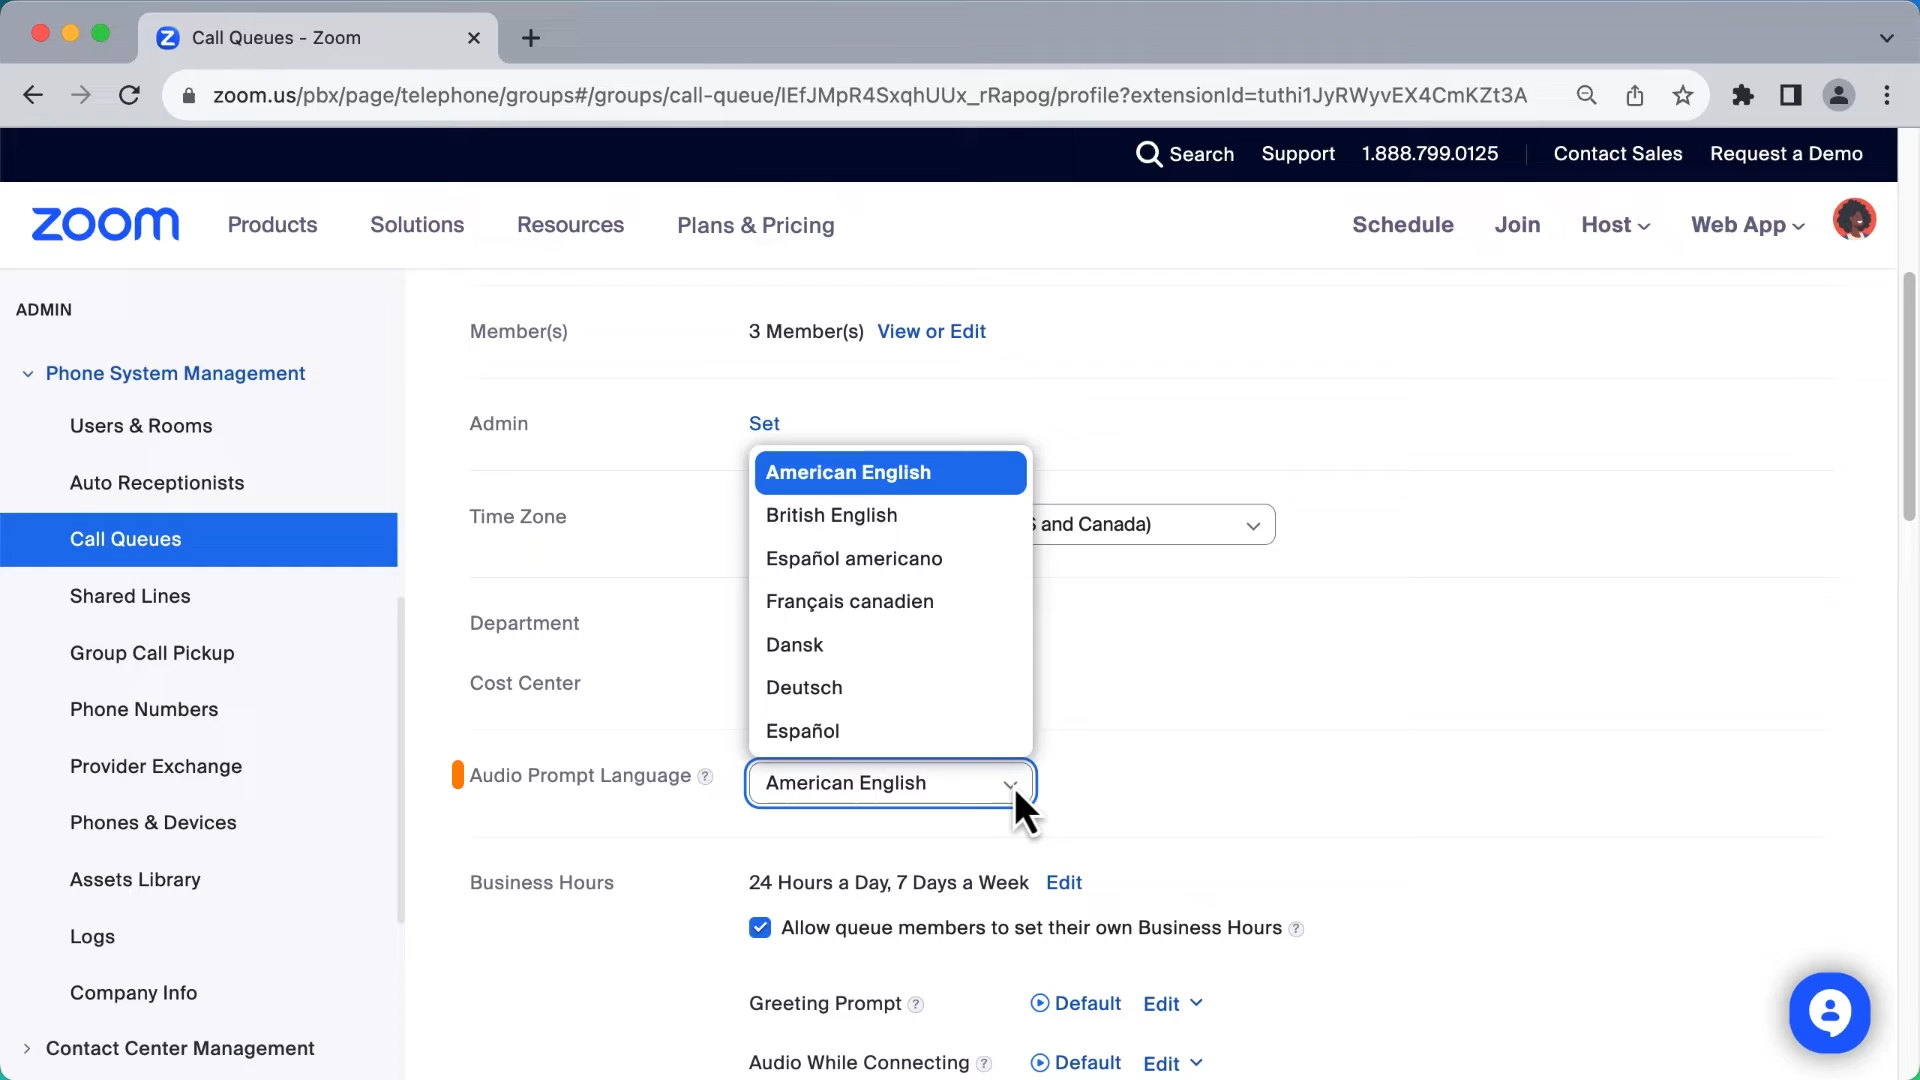 Call Queues - Zoom
zoom.us/pbx/page/telephone/groups#/groups/call-queue/IEfJMpR4SxqhUUx_rRapog/profile?extensionId=tuthi1JyRWyvEX4CmKZt3A
Search Support 1.888.799.0125 Contact Sales Request a Demo
zoom Products Solutions Resources Plans & Pricing Schedule Join Host Web App
ADMIN
Phone System Management
Users & Rooms
Auto Receptionists
Call Queues
Shared Lines
Group Call Pickup
Phone Numbers
Provider Exchange
Phones & Devices
Assets Library
Logs
Company Info
Contact Center Management
Member(s) 3 Member(s) View or Edit
Admin Set
Time Zone and Canada)
Department
Cost Center
American English
British English
Español americano
Français canadien
Dansk
Deutsch
Español
Audio Prompt Language ? American English
Business Hours 24 Hours a Day, 7 Days a Week Edit
Allow queue members to set their own Business Hours ?
Greeting Prompt ? Default Edit
Audio While Connecting ? Default Edit